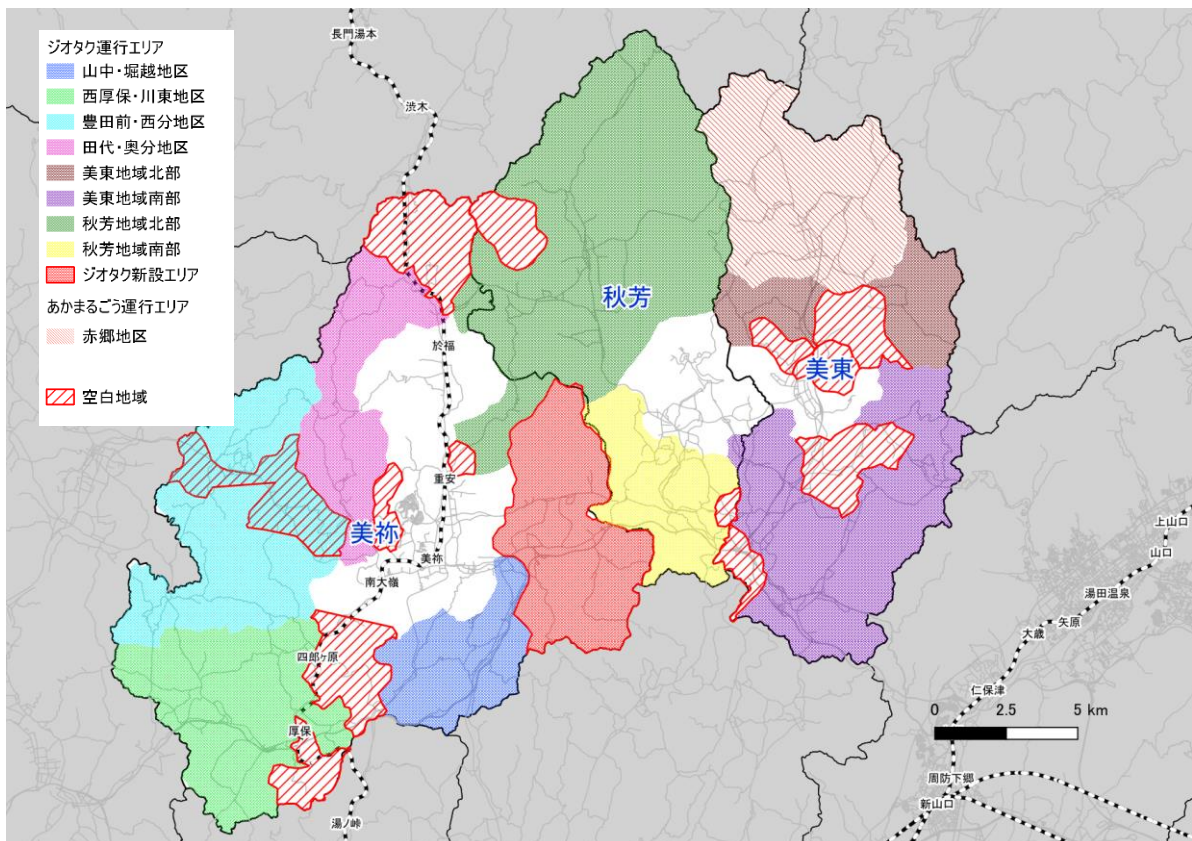 ジオタク運行エリア
山中・堀越地区
西厚保・川東地区
豊田前・西分地区
田代・奥分地区
美東地域北部
美東地域南部
秋芳地域北部
秋芳地域南部
ジオタク新設エリア
あかまるごう運行エリア
赤郷地区
空白地域
長門湯本
渋木
秋芳
於福
美東
重安
美祢
美祢
南大嶺
四郎ヶ原
厚保
湯ノ峠
上山口
山口
湯田温泉
矢原
大歳
仁保津
0 2.5 5 km
周防下郷
新山口